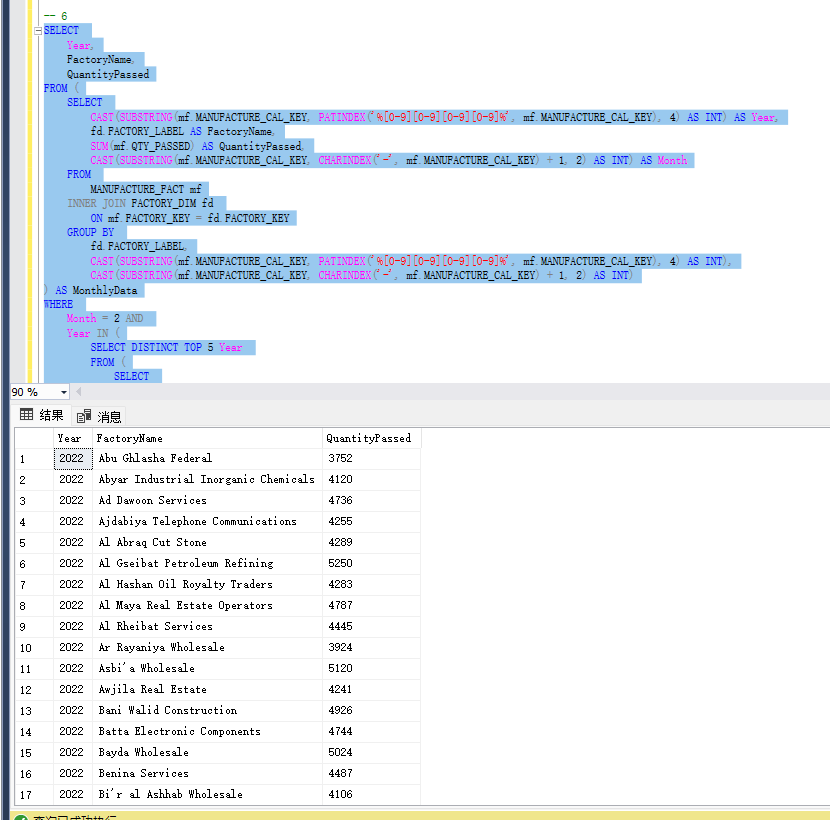 -- 6
SELECT
Year,
FactoryName,
QuantityPassed
FROM (
SELECT
CAST(SUBSTRING(mf.MANUFACTURE_CAL_KEY, PATINDEX('%[0-9][0-9][0-9][0-9]%', mf.MANUFACTURE_CAL_KEY), 4) AS INT) AS Year,
fd.FACTORY_LABEL AS FactoryName,
SUM(mf.QTY_PASSED) AS QuantityPassed,
CAST(SUBSTRING(mf.MANUFACTURE_CAL_KEY, CHARINDEX('-', mf.MANUFACTURE_CAL_KEY) + 1, 2) AS INT) AS Month
FROM
MANUFACTURE_FACT mf
INNER JOIN FACTORY_DIM fd
ON mf.FACTORY_KEY = fd.FACTORY_KEY
GROUP BY
fd.FACTORY_LABEL,
CAST(SUBSTRING(mf.MANUFACTURE_CAL_KEY, PATINDEX('%[0-9][0-9][0-9][0-9]%', mf.MANUFACTURE_CAL_KEY), 4) AS INT),
CAST(SUBSTRING(mf.MANUFACTURE_CAL_KEY, CHARINDEX('-', mf.MANUFACTURE_CAL_KEY) + 1, 2) AS INT)
) AS MonthlyData
WHERE
Month = 2 AND
Year IN (
SELECT DISTINCT TOP 5 Year
FROM (
SELECT
90 %
结果 消息
Year FactoryName QuantityPassed
1 2022 Abu Ghlasha Federal 3752
2 2022 Abyar Industrial Inorganic Chemicals 4120
3 2022 Ad Dawoon Services 4736
4 2022 Ajdabiya Telephone Communications 4255
5 2022 Al Abraq Cut Stone 4289
6 2022 Al Gseibat Petroleum Refining 5250
7 2022 Al Hashan Oil Royalty Traders 4283
8 2022 Al Maya Real Estate Operators 4787
9 2022 Al Rheibat Services 4445
10 2022 Ar Rayaniya Wholesale 3924
11 2022 Asbi'a Wholesale 5120
12 2022 Awjila Real Estate 4241
13 2022 Bani Walid Construction 4926
14 2022 Batta Electronic Components 4744
15 2022 Bayda Wholesale 5024
16 2022 Benina Services 4487
17 2022 Bi'r al Ashhab Wholesale 4106